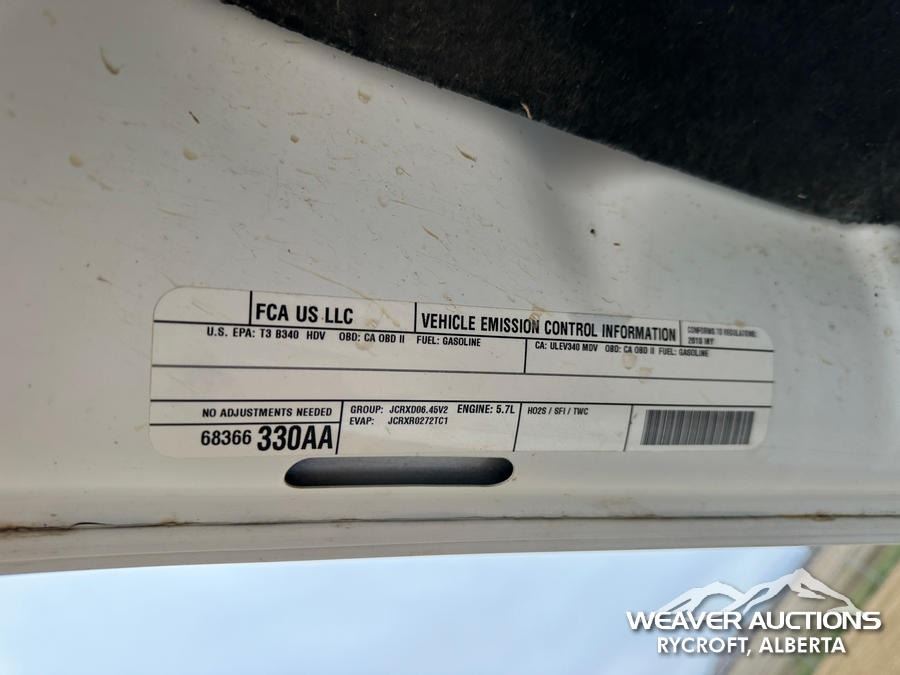 FCA US LLC
VEHICLE EMISSION CONTROL INFORMATION
CONFORMS TO REGULATIONS:
2018 MY
U.S. EPA: T3 B340 HDV OBD: CA OBD II FUEL: GASOLINE
CA: ULEV340 MDV OBD: CA OBD II FUEL: GASOLINE
NO ADJUSTMENTS NEEDED
68366 330AA
GROUP: JCRXD06.45V2 ENGINE: 5.7L
EVAP: JCRXR0272TC1
HO2S / SFI / TWC
WEAVER AUCTIONS
RYCROFT, ALBERTA